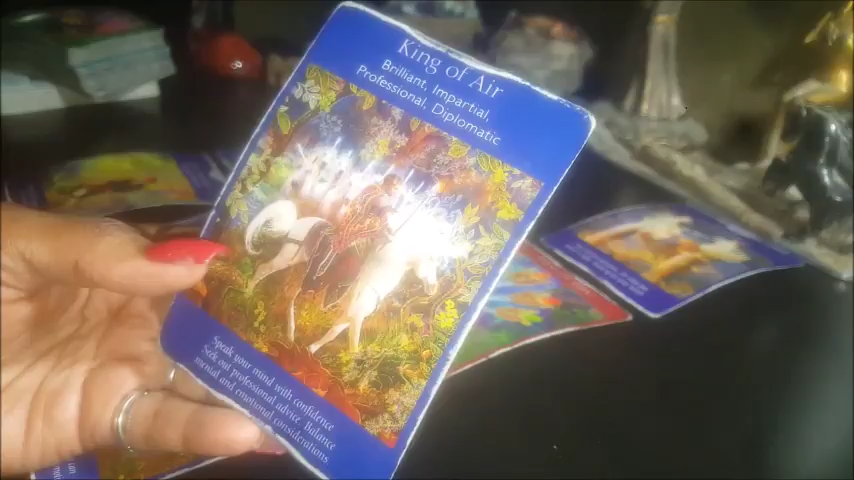 King of Air
Brilliant, Impartial,
Professional, Diplomatic
Speak your mind with confidence
Seek out professional advice. Balance
mental and emotional considerations